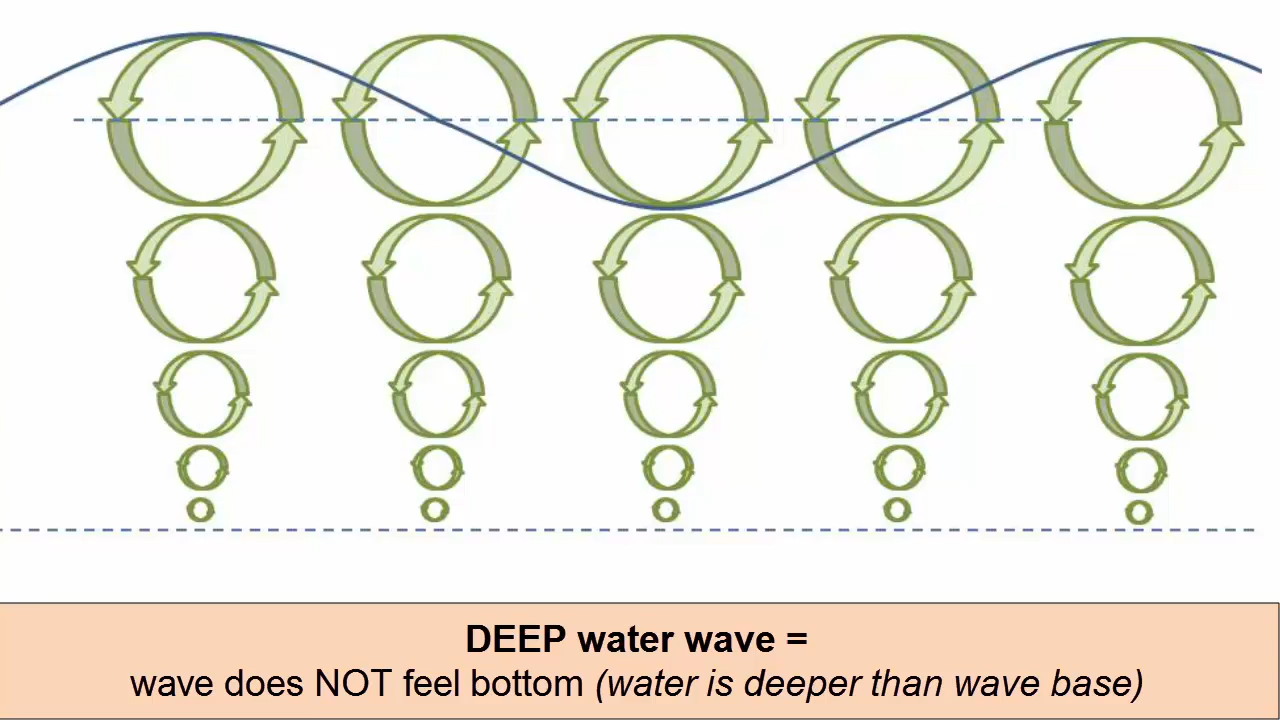 DEEP water wave =
wave does NOT feel bottom (water is deeper than wave base)